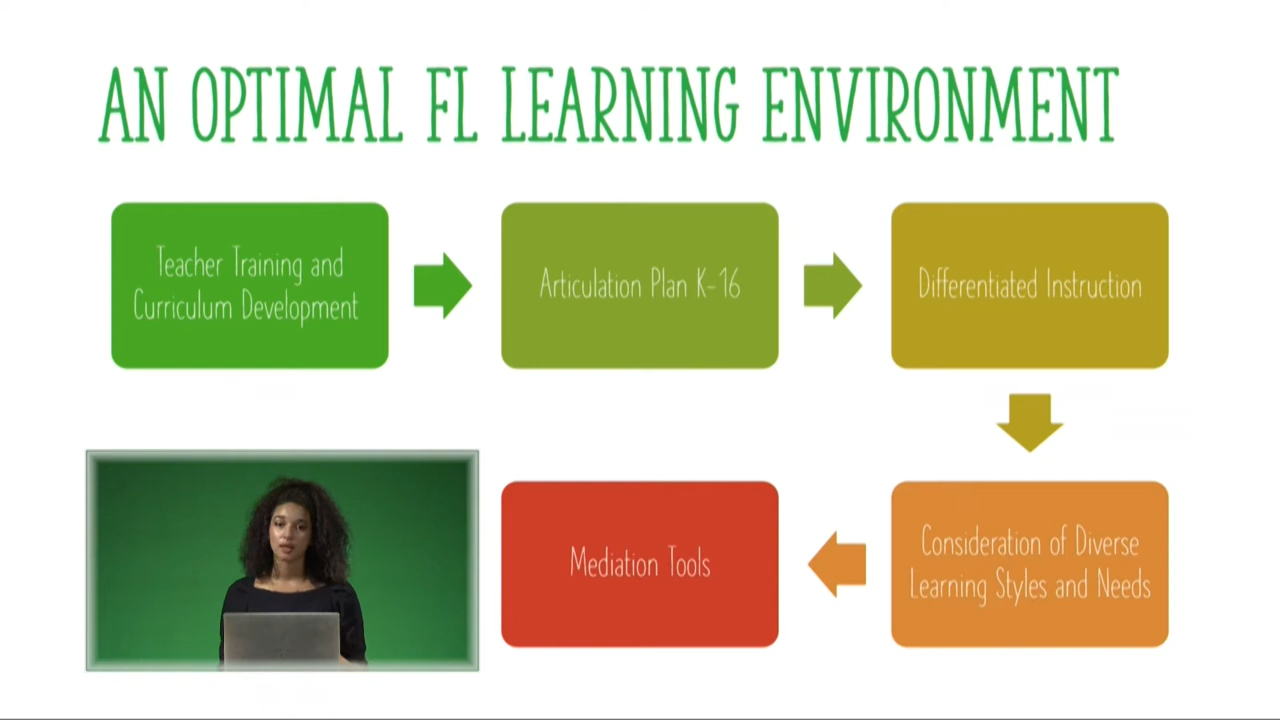 AN OPTIMAL FL LEARNING ENVIRONMENT
Teacher Training and
Curriculum Development
Articulation Plan K-16
Differentiated Instruction
Consideration of Diverse
Learning Styles and Needs
Mediation Tools